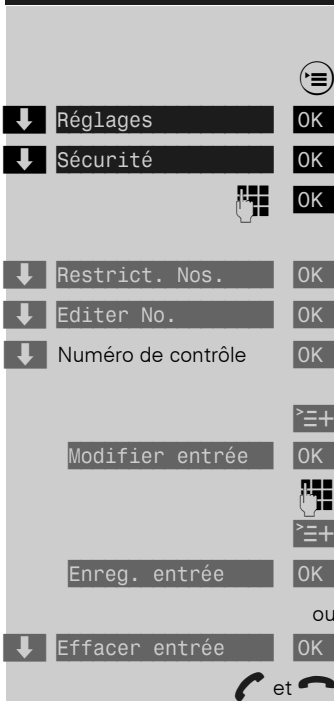 Réglages OK
Sécurité OK
OK
Restrict. Nos. OK
Editer No. OK
Numéro de contrôle OK
Modifier entrée OK
Enreg. entrée OK
ou
Effacer entrée OK
et